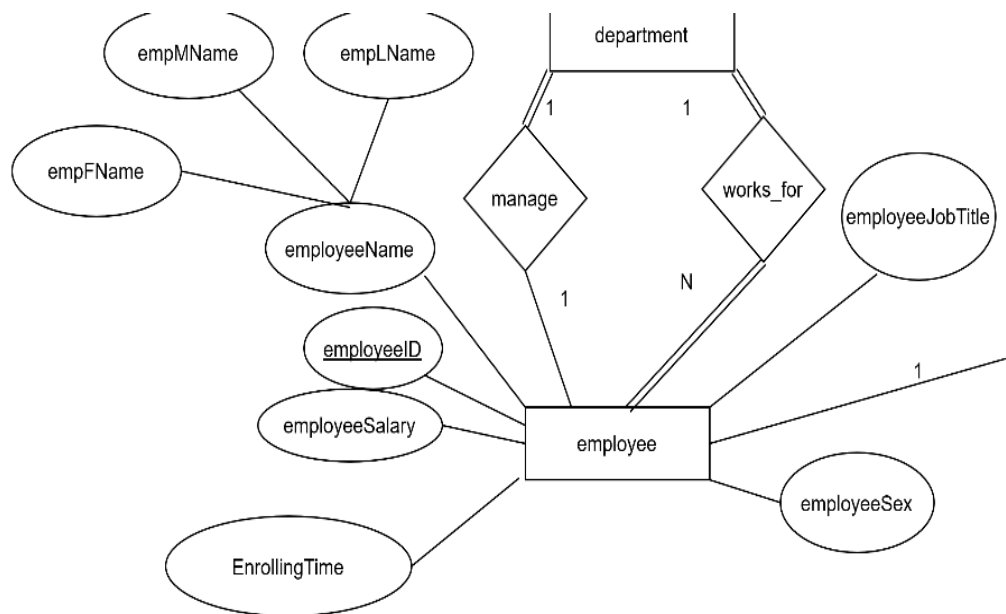 department
empMName
empLName
1
1
empFName
manage
works_for
employeeJobTitle
employeeName
1
N
employeeID
1
employeeSalary
employee
employeeSex
EnrollingTime